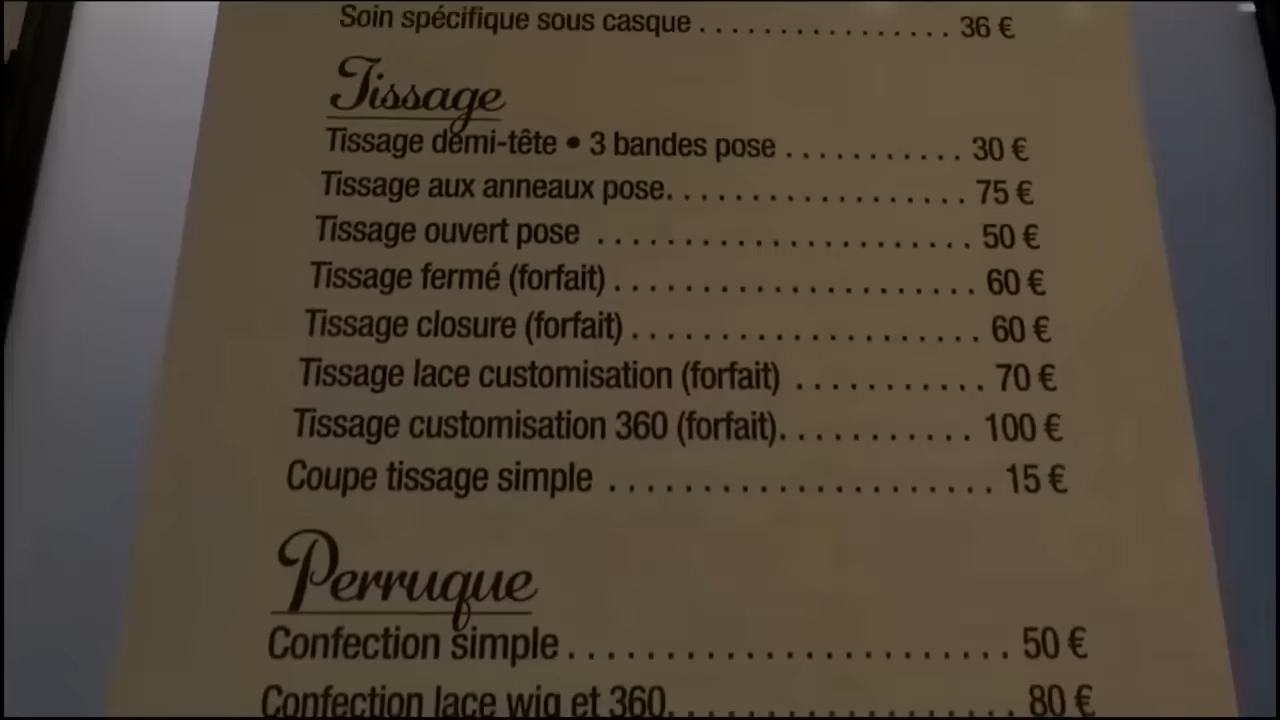 Soin spécifique sous casque . . . . . . . . . . . . . . . . 36 €
Tissage
Tissage demi-tête • 3 bandes pose . . . . . . . . . . . 30 €
Tissage aux anneaux pose. . . . . . . . . . . . . . . . . . 75 €
Tissage ouvert pose . . . . . . . . . . . . . . . . . . . . . . 50 €
Tissage fermé (forfait) . . . . . . . . . . . . . . . . . . . . . 60 €
Tissage closure (forfait) . . . . . . . . . . . . . . . . . . . . 60 €
Tissage lace customisation (forfait) . . . . . . . . . . . 70 €
Tissage customisation 360 (forfait). . . . . . . . . . . 100 €
Coupe tissage simple . . . . . . . . . . . . . . . . . . . . . 15 €
Perruque
Confection simple . . . . . . . . . . . . . . . . . . . . . . . 50 €
Confection lace wig et 360. . . . . . . . . . . . . . . . . . 80 €